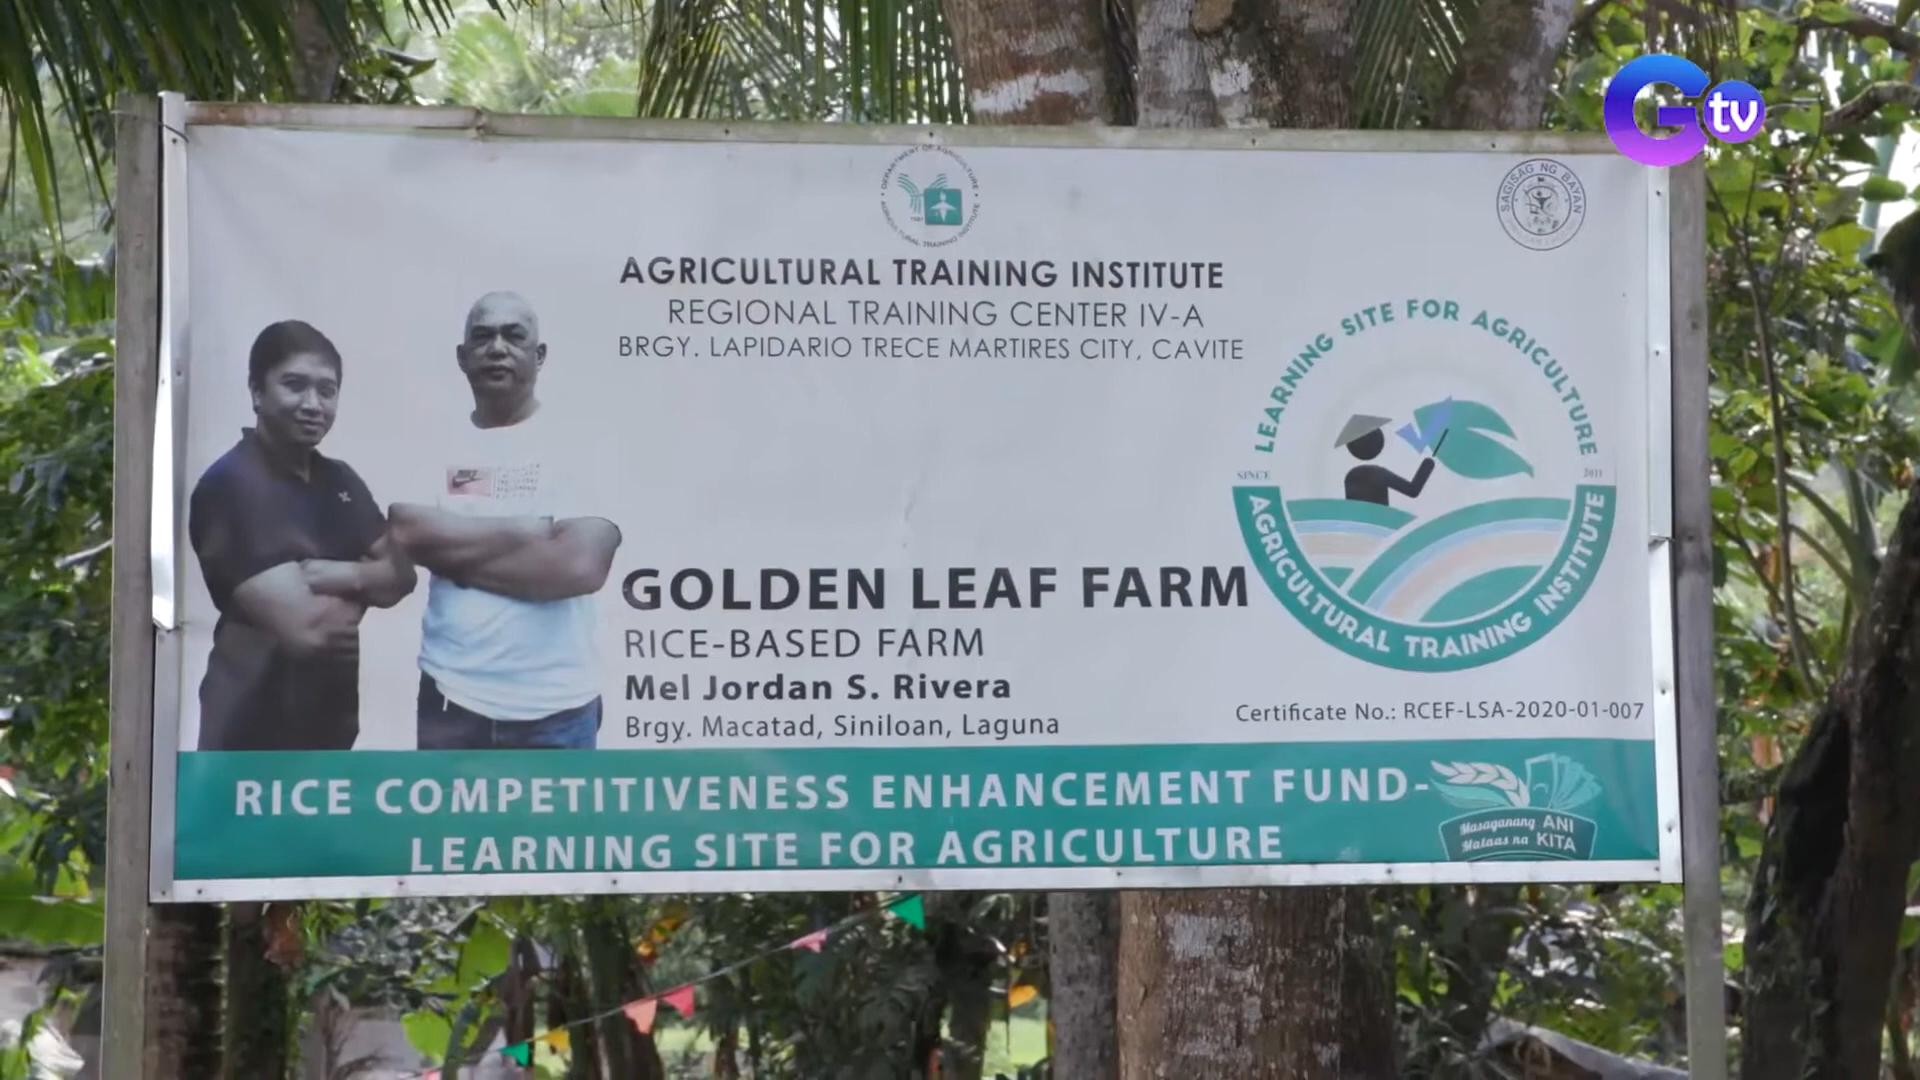 G tv
DEPARTMENT OF AGRICULTURE
AGRICULTURAL TRAINING INSTITUTE
SAGISAG NG BAYAN
AGRICULTURAL TRAINING INSTITUTE
REGIONAL TRAINING CENTER IV-A
BRGY. LAPIDARIO TRECE MARTIRES CITY, CAVITE
LEARNING SITE FOR AGRICULTURE
SINCE 2011
AGRICULTURAL TRAINING INSTITUTE
GOLDEN LEAF FARM
RICE-BASED FARM
Mel Jordan S. Rivera
Brgy. Macatad, Siniloan, Laguna
Certificate No.: RCEF-LSA-2020-01-007
RICE COMPETITIVENESS ENHANCEMENT FUND-
LEARNING SITE FOR AGRICULTURE
Masaganang ANI
Mataas na KITA